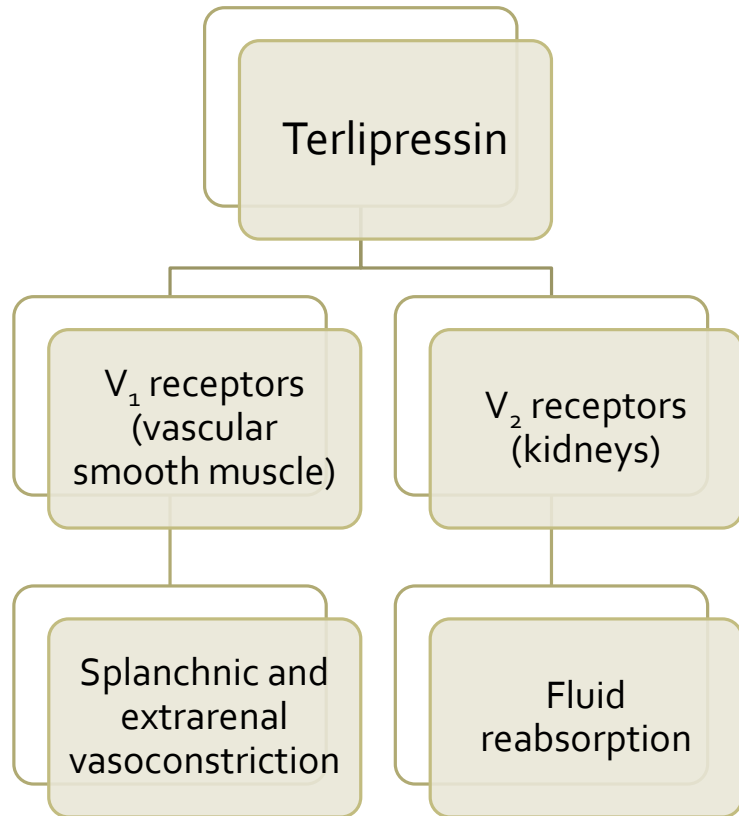 Terlipressin
V₁ receptors
(vascular
smooth muscle)
V₂ receptors
(kidneys)
Splanchnic and
extrarenal
vasoconstriction
Fluid
reabsorption